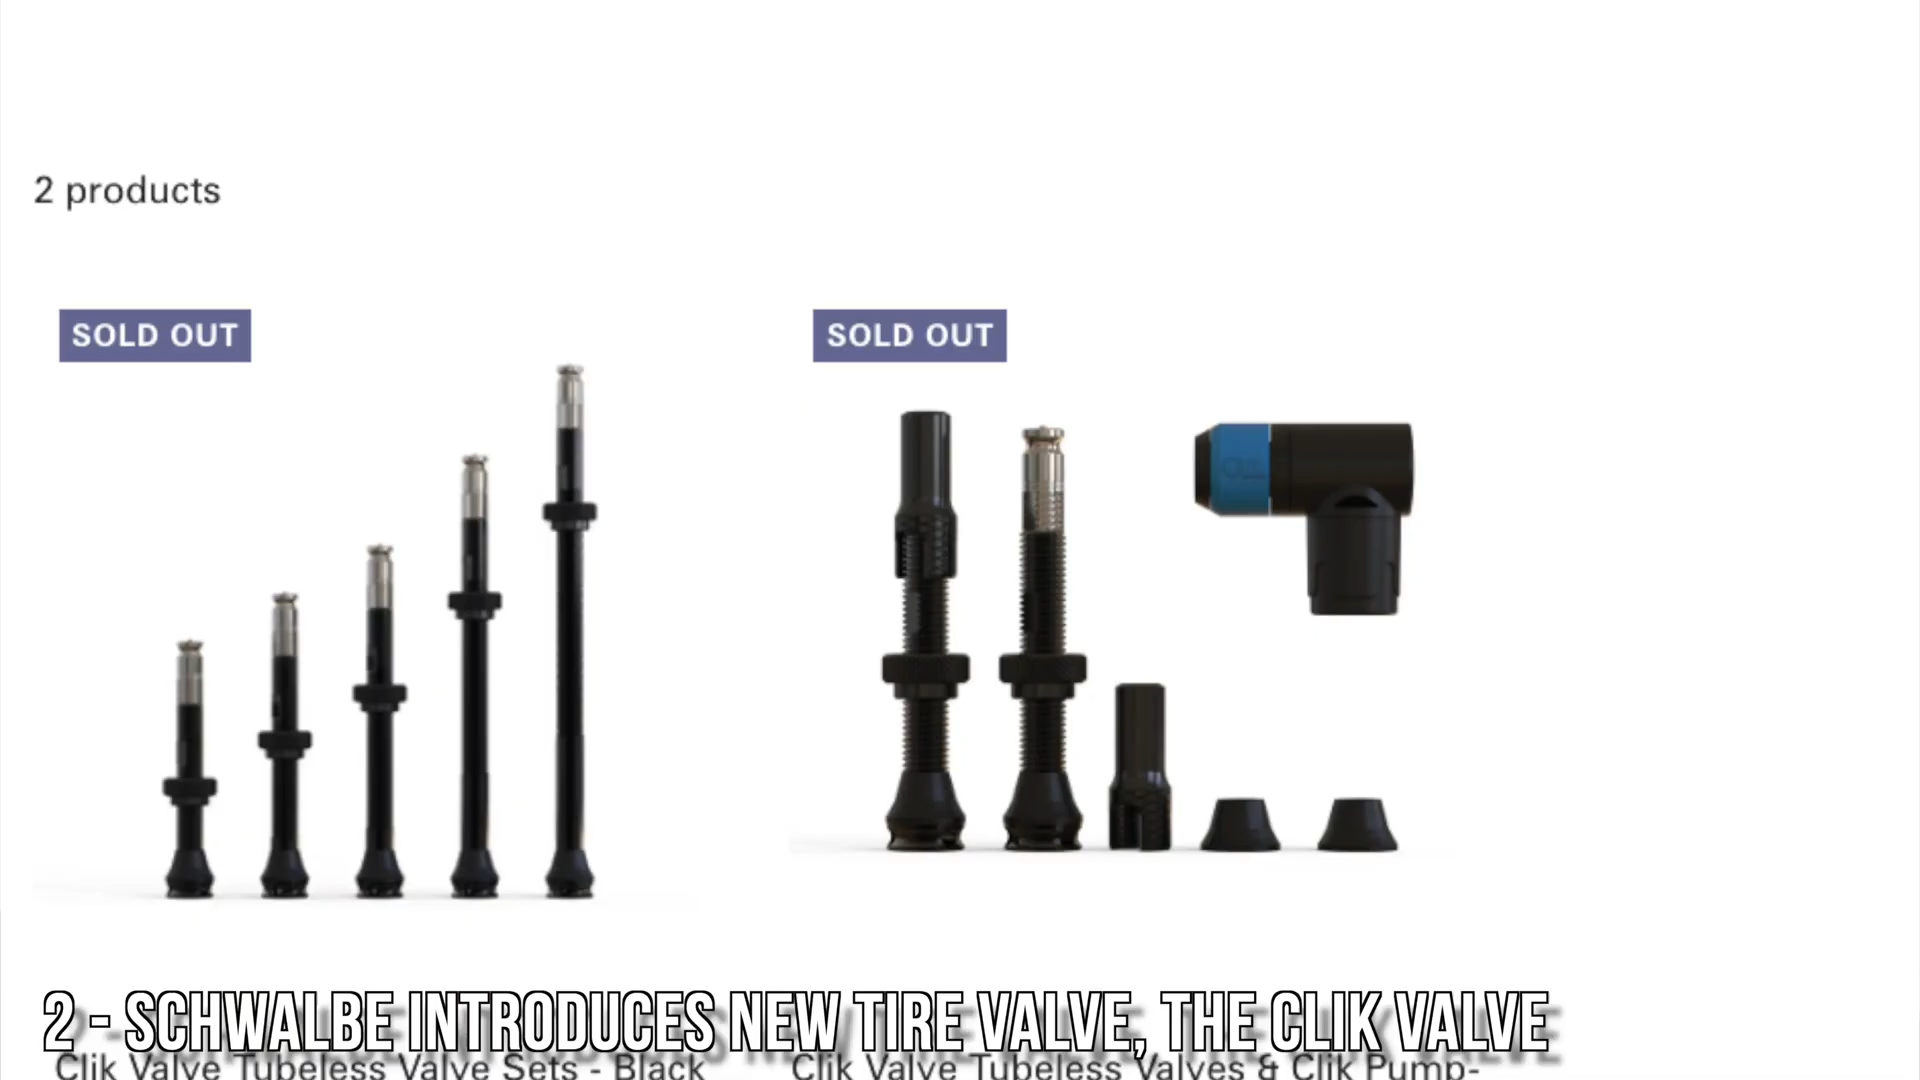 2 products
SOLD OUT
SOLD OUT
2 - SCHWALBE INTRODUCES NEW TIRE VALVE, THE CLIK VALVE
Clik Valve Tubeless Valve Sets - Black
Clik Valve Tubeless Valves & Clik Pump-